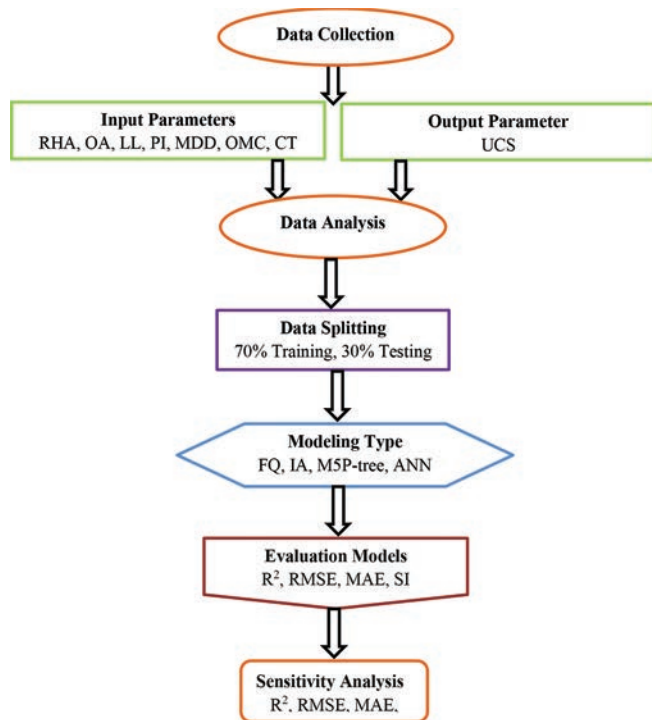 Data Collection
Input Parameters
RHA, OA, LL, PI, MDD, OMC, CT
Output Parameter
UCS
Data Analysis
Data Splitting
70% Training, 30% Testing
Modeling Type
FQ, IA, M5P-tree, ANN
Evaluation Models
R², RMSE, MAE, SI
Sensitivity Analysis
R², RMSE, MAE,